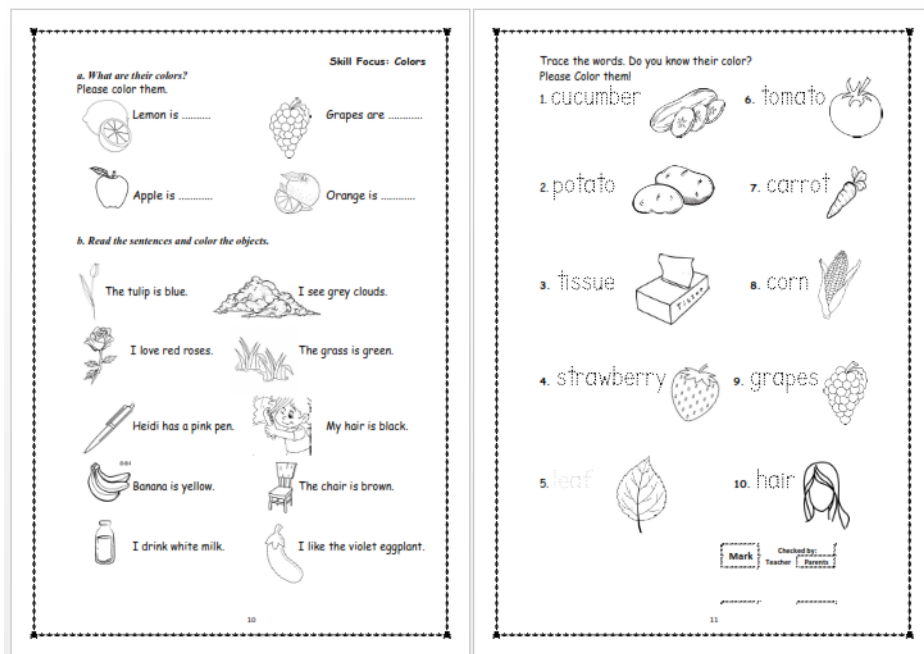 Skill Focus: Colors
a. What are their colors?
Please color them.
Lemon is ..........
Grapes are ............
Apple is ............
Orange is ............
b. Read the sentences and color the objects.
The tulip is blue.
I see grey clouds.
I love red roses.
The grass is green.
Heidi has a pink pen.
My hair is black.
Banana is yellow.
The chair is brown.
I drink white milk.
I like the violet eggplant.
10
Trace the words. Do you know their color?
Please Color them!
1. cucumber
2. potato
3. tissue
Tissue
4. strawberry
5. leaf
6. tomato
7. carrot
8. corn
9. grapes
10. hair
Mark
Checked by:
Teacher Parents
11